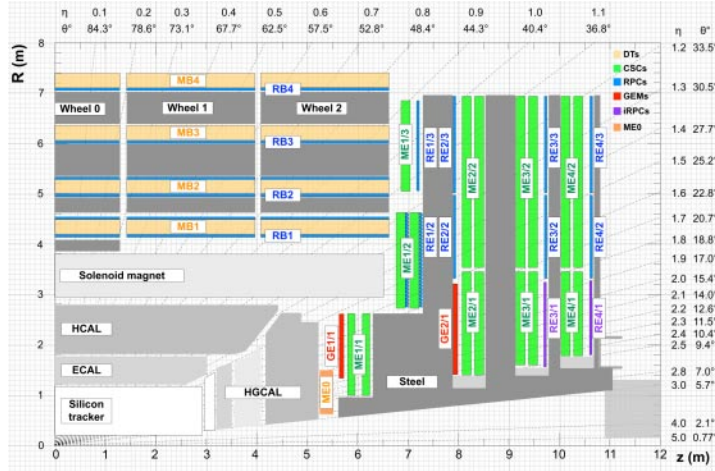 η 0.1 0.2 0.3 0.4 0.5 0.6 0.7 0.8 0.9 1.0 1.1
θ° 84.3° 78.6° 73.1° 67.7° 62.5° 57.5° 52.8° 48.4° 44.3° 40.4° 36.8°
η θ°
R (m)
8
7
6
5
4
3
2
1
0
1.2 33.5°
1.3 30.5°
1.4 27.7°
1.5 25.2°
1.6 22.8°
1.7 20.7°
1.8 18.8°
1.9 17.0°
2.0 15.4°
2.1 14.0°
2.2 12.6°
2.3 11.5°
2.4 10.4°
2.5 9.4°
2.8 7.0°
3.0 5.7°
4.0 2.1°
5.0 0.77°
DTs
CSCs
RPCs
GEMs
iRPCs
ME0
MB4
RB4
Wheel 0 Wheel 1 Wheel 2
MB3
RB3
MB2
RB2
MB1
RB1
Solenoid magnet
HCAL
ECAL
Silicon
tracker
HGCAL
Steel
ME0
GE1/1
ME1/1
ME1/2
ME1/3
RE1/3
RE2/3
RE1/2
RE2/2
GE2/1
ME2/2
ME2/1
ME3/2
ME3/1
RE3/3
RE3/2
RE3/1
ME4/2
ME4/1
RE4/3
RE4/2
RE4/1
0 1 2 3 4 5 6 7 8 9 10 11 12
z (m)